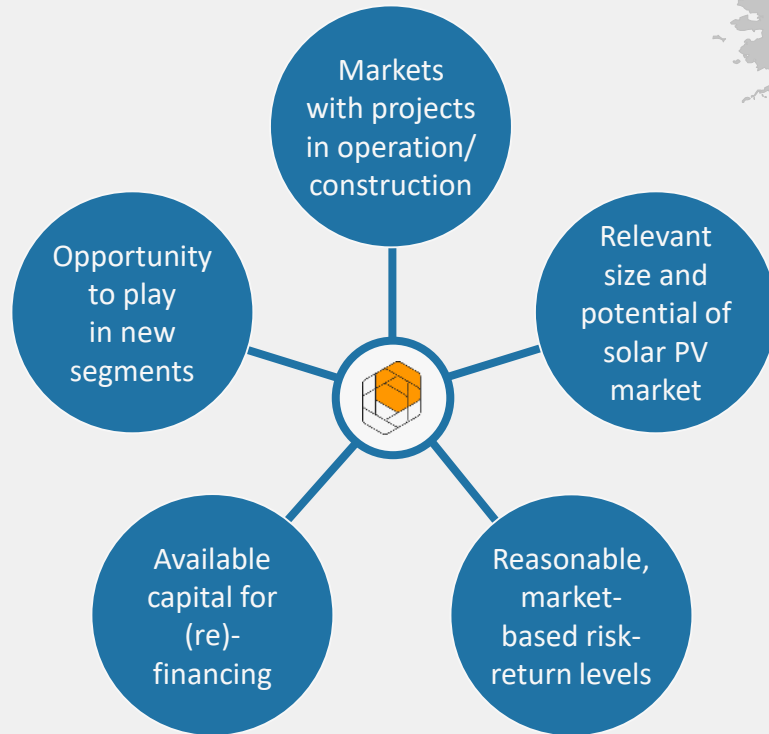 Markets
with projects
in operation/
construction
Relevant
size and
potential of
solar PV
market
Reasonable,
market-
based risk-
return levels
Available
capital for
(re)-
financing
Opportunity
to play
in new
segments